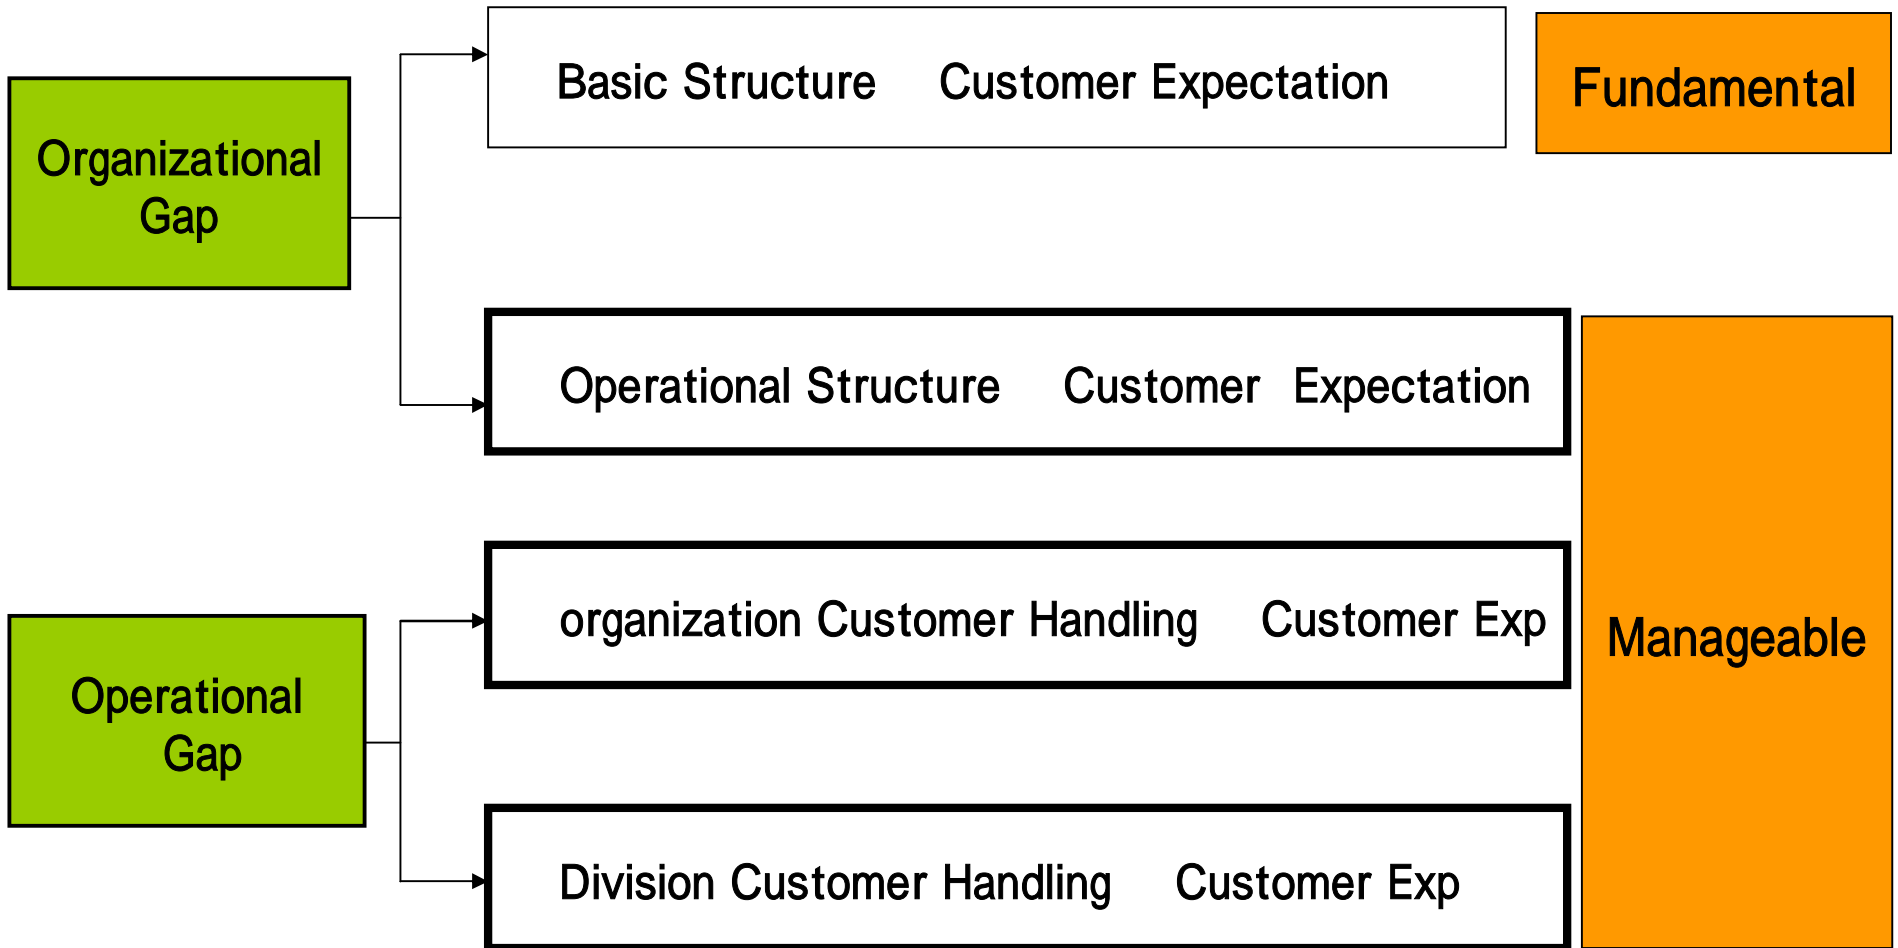 Basic Structure Customer Expectation
Fundamental
Organizational
Gap
Operational Structure Customer Expectation
organization Customer Handling Customer Exp
Manageable
Operational
Gap
Division Customer Handling Customer Exp